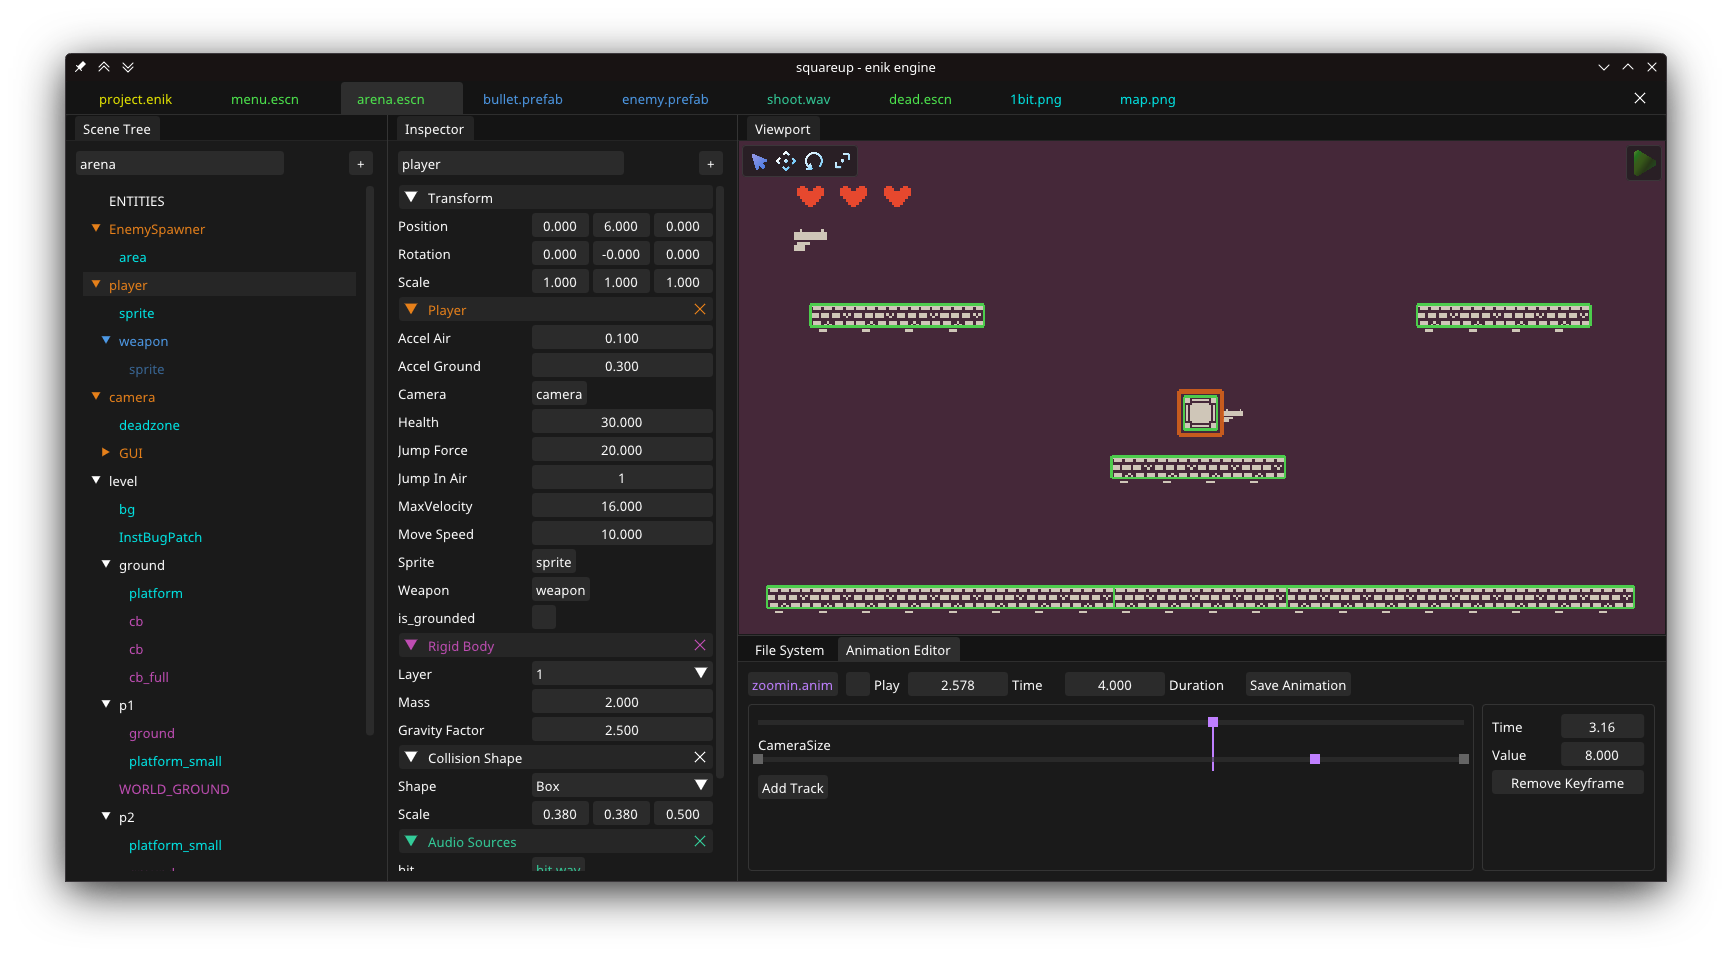 squareup - enik engine
project.enik menu.escn arena.escn bullet.prefab enemy.prefab shoot.wav dead.escn 1bit.png map.png
Scene Tree
arena +
ENTITIES
EnemySpawner
area
player
sprite
weapon
sprite
camera
deadzone
GUI
level
bg
InstBugPatch
ground
platform
cb
cb
cb_full
p1
ground
platform_small
WORLD_GROUND
p2
platform_small
Inspector
player +
Transform
Position 0.000 6.000 0.000
Rotation 0.000 -0.000 0.000
Scale 1.000 1.000 1.000
Player
Accel Air 0.100
Accel Ground 0.300
Camera camera
Health 30.000
Jump Force 20.000
Jump In Air 1
MaxVelocity 16.000
Move Speed 10.000
Sprite sprite
Weapon weapon
is_grounded
Rigid Body
Layer 1
Mass 2.000
Gravity Factor 2.500
Collision Shape
Shape Box
Scale 0.380 0.380 0.500
Audio Sources
hit hit.wav
Viewport
File System Animation Editor
zoomin.anim Play 2.578 Time 4.000 Duration Save Animation
CameraSize
Add Track
Time 3.16
Value 8.000
Remove Keyframe